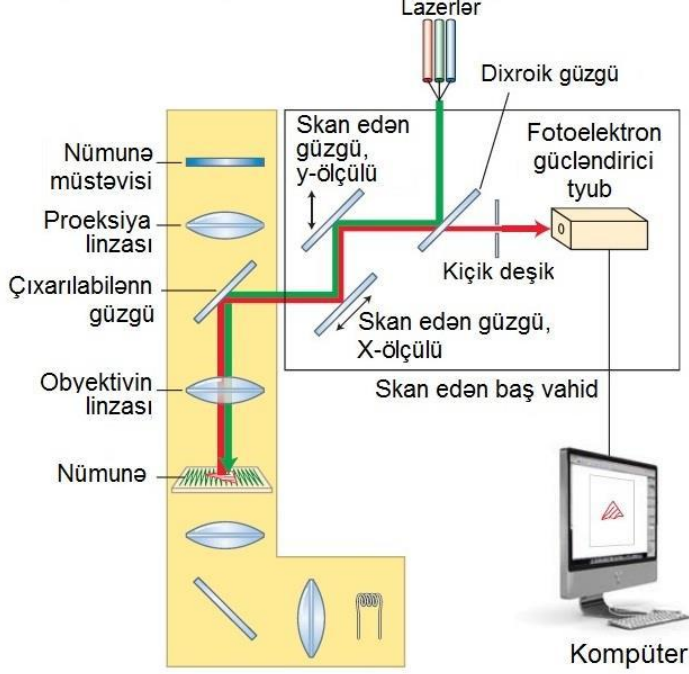 Lazerlər
Dixroik güzgü
Skan edən
güzgü,
y-ölçülü
Fotoelektron
gücləndirici
tyub
Nümunə
müstəvisi
Proeksiya
linzası
Çıxarılabilənn
güzgü
Kiçik deşik
Skan edən güzgü,
X-ölçülü
Obyektivin
linzası
Skan edən baş vahid
Nümunə
Kompüter